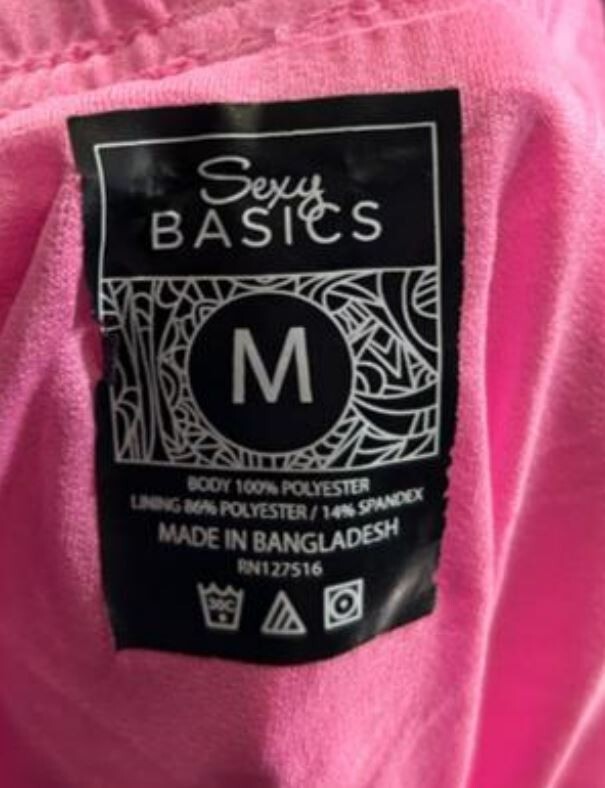 Sexy
BASICS
M
BODY 100% POLYESTER
LINING 86% POLYESTER / 14% SPANDEX
MADE IN BANGLADESH
RN127516
30C